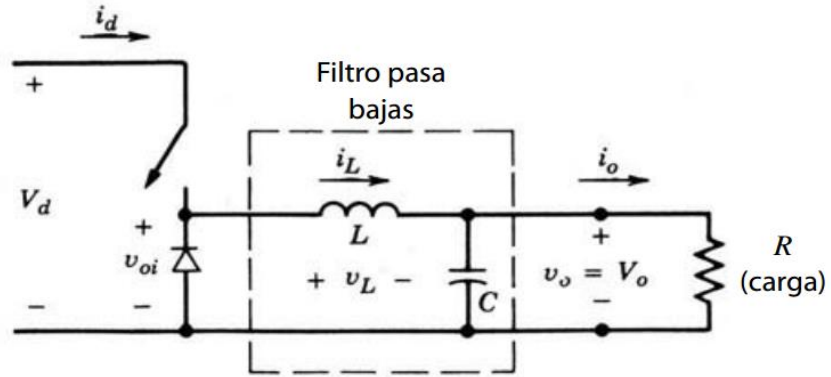 i_d
+
Filtro pasa
bajas
i_L
i_o
V_d
+
v_oi
−
−
L
+ v_L −
C
+
v_o = V_o
−
R
(carga)